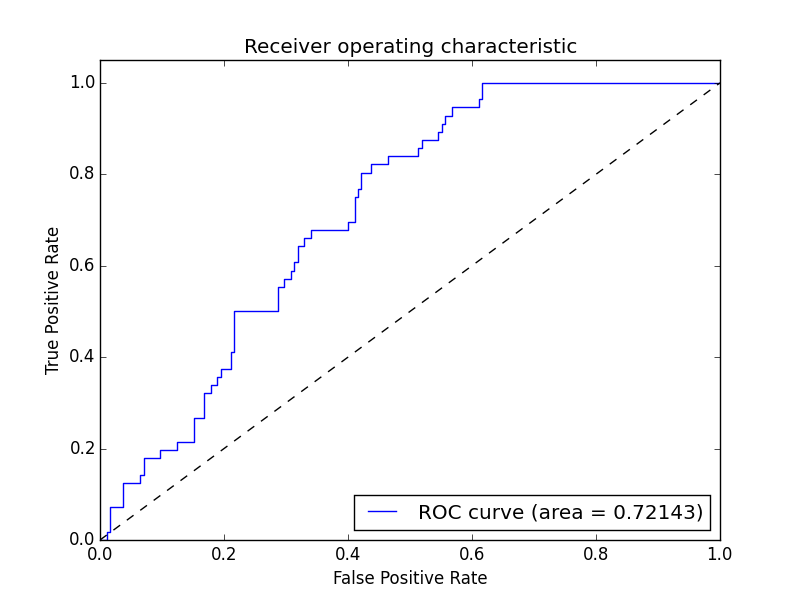 Receiver operating characteristic
1.0
0.8
0.6
0.4
0.2
0.0
True Positive Rate
ROC curve (area = 0.72143)
0.0 0.2 0.4 0.6 0.8 1.0
False Positive Rate